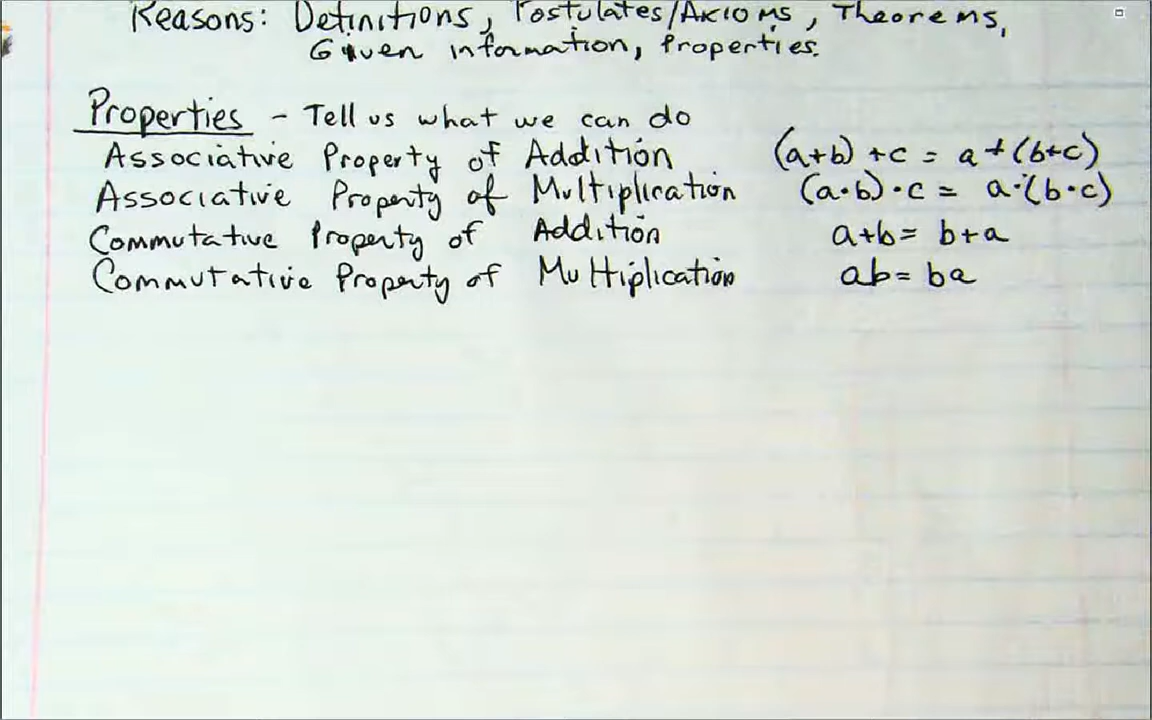 Reasons: Definitions, Postulates/Axioms, Theorems,
Given information, Properties.
Properties - Tell us what we can do
Associative Property of Addition (a+b)+c = a+(b+c)
Associative Property of Multiplication (a·b)·c = a·(b·c)
Commutative Property of Addition a+b = b+a
Commutative Property of Multiplication ab = ba